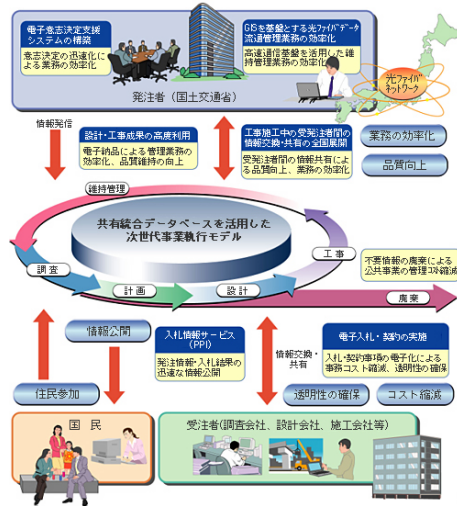 電子意志決定支援
システムの構築
意志決定の迅速化に
よる業務の効率化
GISを基盤とする光ファイバデータ
流通管理業務の効率化
高速通信基盤を活用した維
持管理業務の効率化
発注者（国土交通省）
光ファイバ
ネットワーク
情報発信
設計・工事成果の高度利用
電子納品による管理業務の
効率化、品質維持の向上
工事施工中の受発注者間の
情報交換・共有の全国展開
受発注者間の情報共有によ
る品質向上、業務の効率化
業務の効率化
品質向上
維持管理
共有統合データベースを活用した
次世代事業執行モデル
調査
計画
設計
工事
不要情報の廃棄による
公共事業の管理コスト縮減
廃棄
情報公開
住民参加
入札情報サービス
(PPI)
発注情報・入札結果の
迅速な情報公開
情報交換・
共有
電子入札・契約の実施
入札・契約事項の電子化による
事務コスト縮減、透明性の確保
透明性の確保
コスト縮減
国民
受注者(調査会社、設計会社、施工会社等)